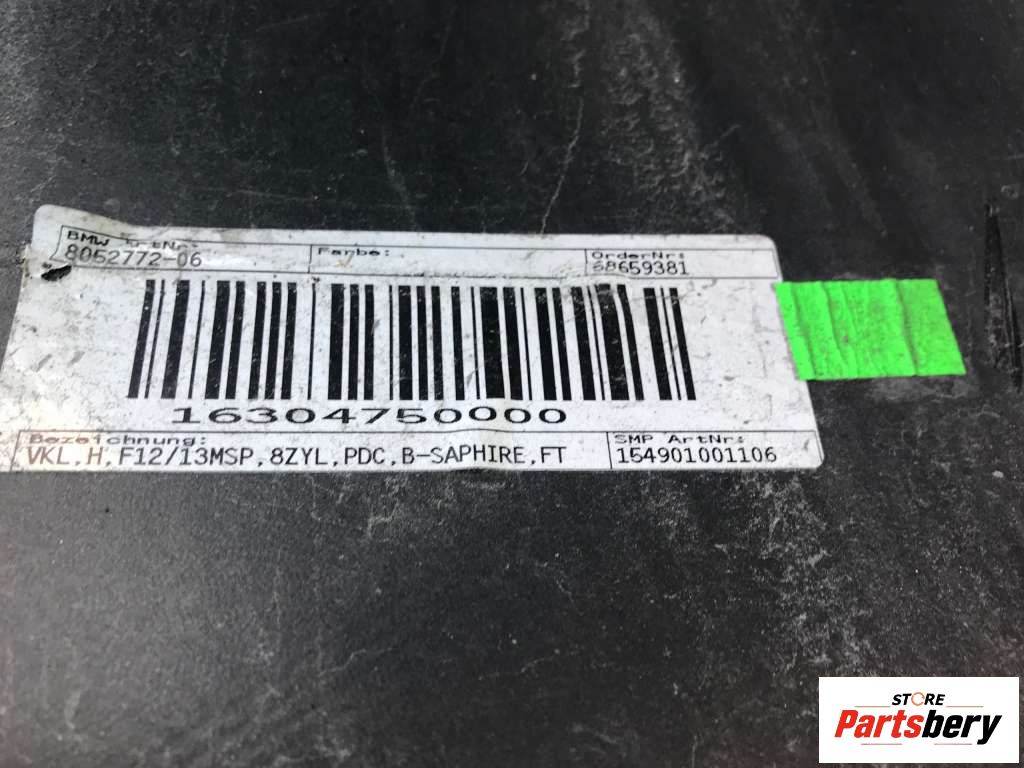 BMW ArtNr:
8052772-06
Farbe:
OrderNr:
68659381
16304750000
Bezeichnung:
VKL,H,F12/13MSP,8ZYL,PDC,B-SAPHIRE,FT
SMP ArtNr:
154901001106
STORE
Partsbery